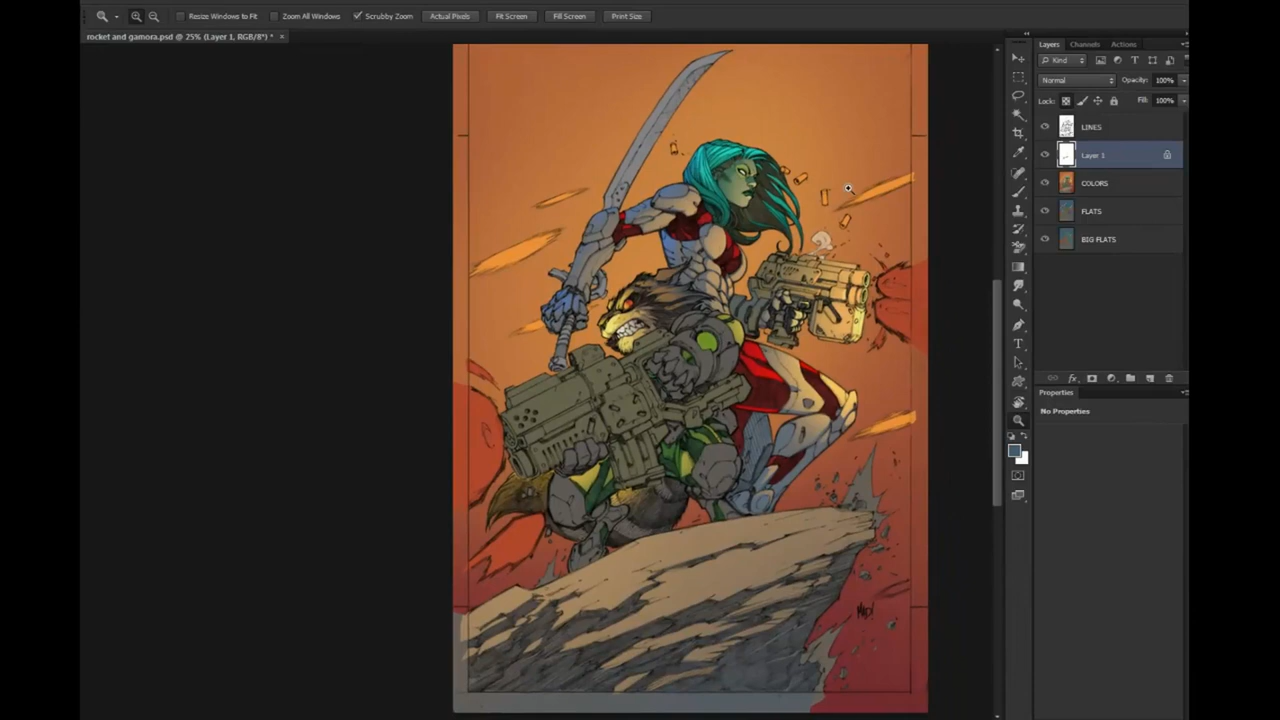 Resize Windows to Fit Zoom All Windows Scrubby Zoom Actual Pixels Fit Screen Fill Screen Print Size
rocket and gamora.psd @ 25% (Layer 1, RGB/8*) * ×
Layers Channels Actions
Kind
Normal Opacity: 100%
Lock: Fill: 100%
LINES
Layer 1
COLORS
FLATS
BIG FLATS
fx
Properties
No Properties
T
MAD!